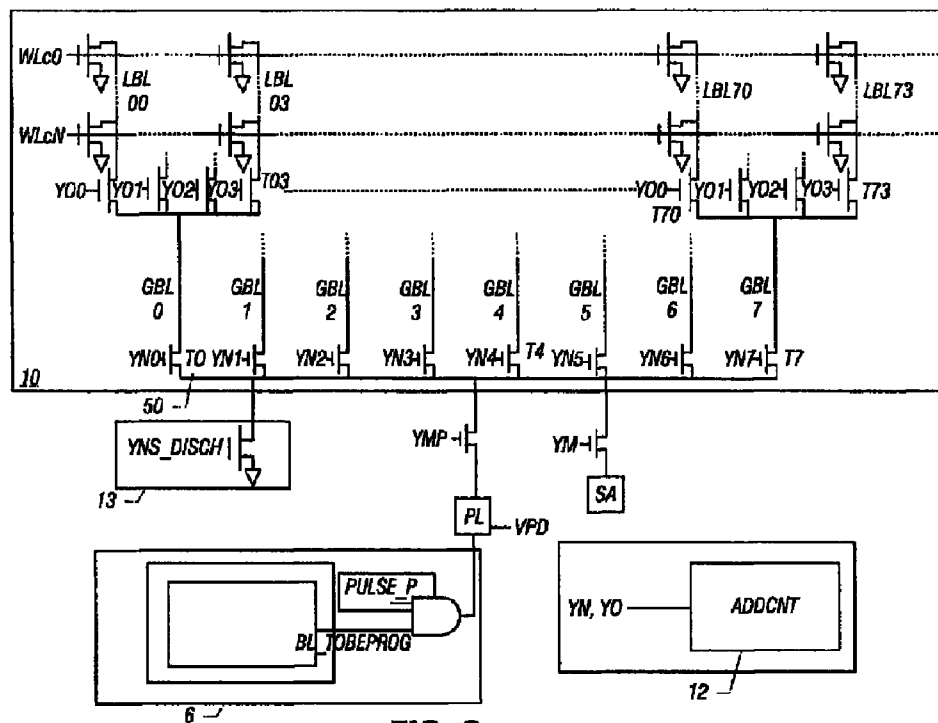 WLc0
LBL
00
LBL
03
LBL70
LBL73
WLcN
YO0
YO1
YO2
YO3
T03
YO0
YO1
YO2
YO3
T73
T70
GBL
0
GBL
1
GBL
2
GBL
3
GBL
4
GBL
5
GBL
6
GBL
7
YN0
T0
YN1
YN2
YN3
YN4
T4
YN5
YN6
YN7
T7
10
50
YNS_DISCH
13
YMP
YM
SA
PL
VPD
PULSE_P
BL_TOBEPROG
6
YN, YO
ADDCNT
12